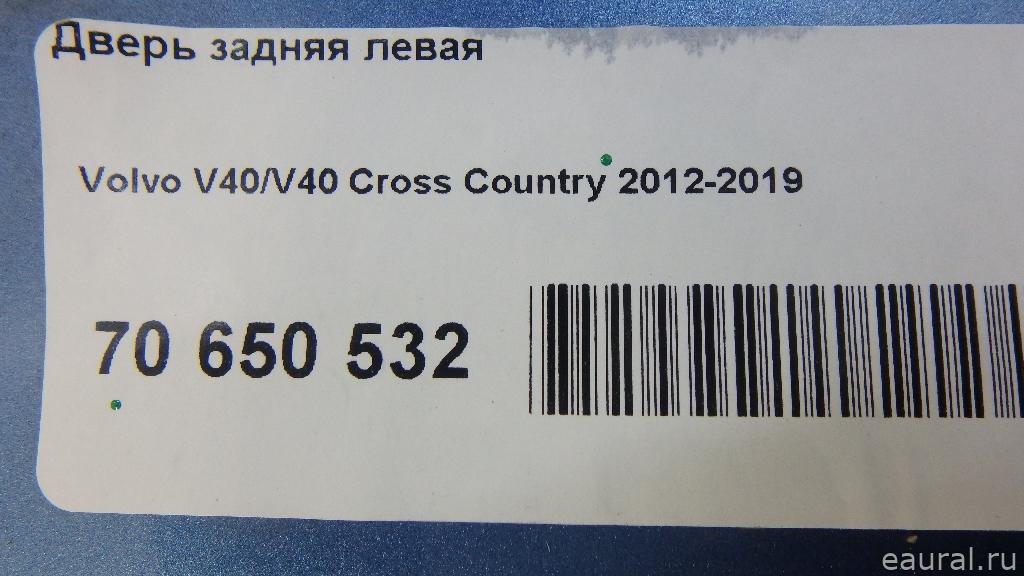 Дверь задняя левая
Volvo V40/V40 Cross Country 2012-2019
70 650 532
eaural.ru